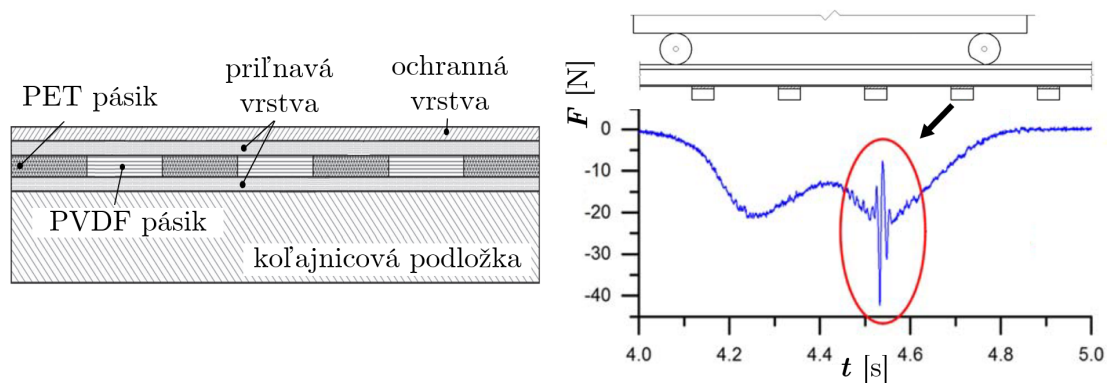 priľnavá
vrstva
ochranná
vrstva
PET pásik
PVDF pásik
koľajnicová podložka
F [N]
0
-10
-20
-30
-40
4.0
4.2
4.4
4.6
4.8
5.0
t [s]